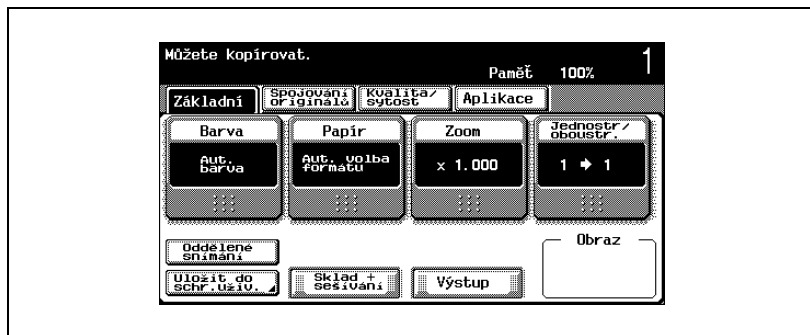 Můžete kopírovat.
Paměť 100% 1
Základní
Spojování
originálů
Kvalita/
sytost
Aplikace
Barva
Aut.
barva
Papír
Aut. volba
formátu
Zoom
x 1.000
Jednostr/
oboustr.
1 ➔ 1
Oddělené
snímání
Uložit do
schr.uživ.
Sklad +
sešívání
Výstup
Obraz